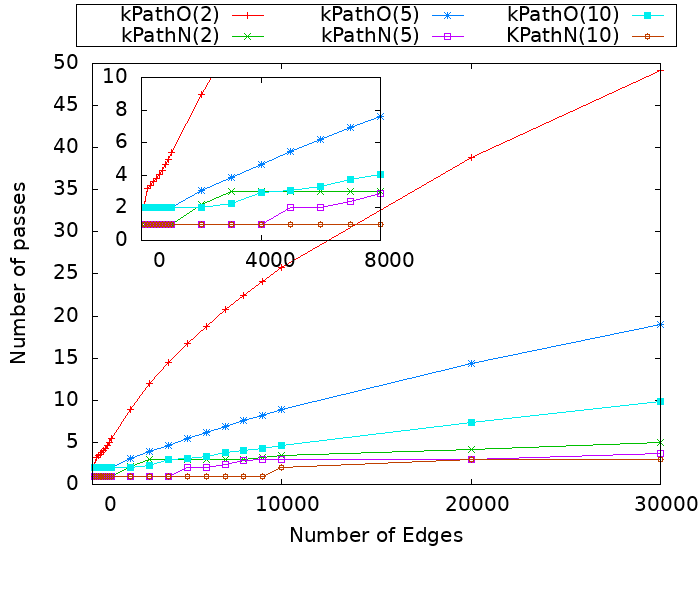 kPathO(2) kPathO(5) kPathO(10)
kPathN(2) kPathN(5) KPathN(10)
50
45
40
35
30
25
20
15
10
5
0
10
8
6
4
2
0
0 4000 8000
0 10000 20000 30000
Number of passes
Number of Edges